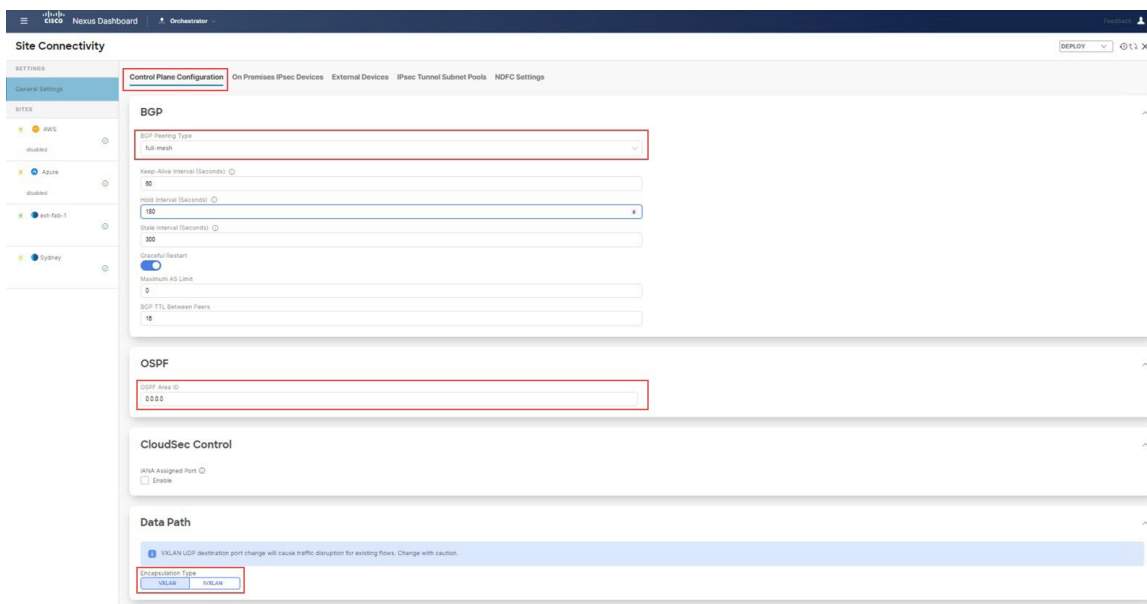 CISCO Nexus Dashboard Orchestrator Feedback
Site Connectivity DEPLOY
SETTINGS
General Settings
SITES
AWS
disabled
Azure
disabled
ext-fab-1
Sydney
Control Plane Configuration On Premises IPsec Devices External Devices IPsec Tunnel Subnet Pools NDFC Settings
BGP
BGP Peering Type
full-mesh
Keep-Alive Interval (Seconds)
60
Hold Interval (Seconds)
180
Stale Interval (Seconds)
300
Graceful Restart
Maximum AS Limit
0
BGP TTL Between Peers
16
OSPF
OSPF Area ID
0.0.0.0
CloudSec Control
IANA Assigned Port
Enable
Data Path
VXLAN UDP destination port change will cause traffic disruption for existing flows. Change with caution.
Encapsulation Type
VXLAN IVXLAN